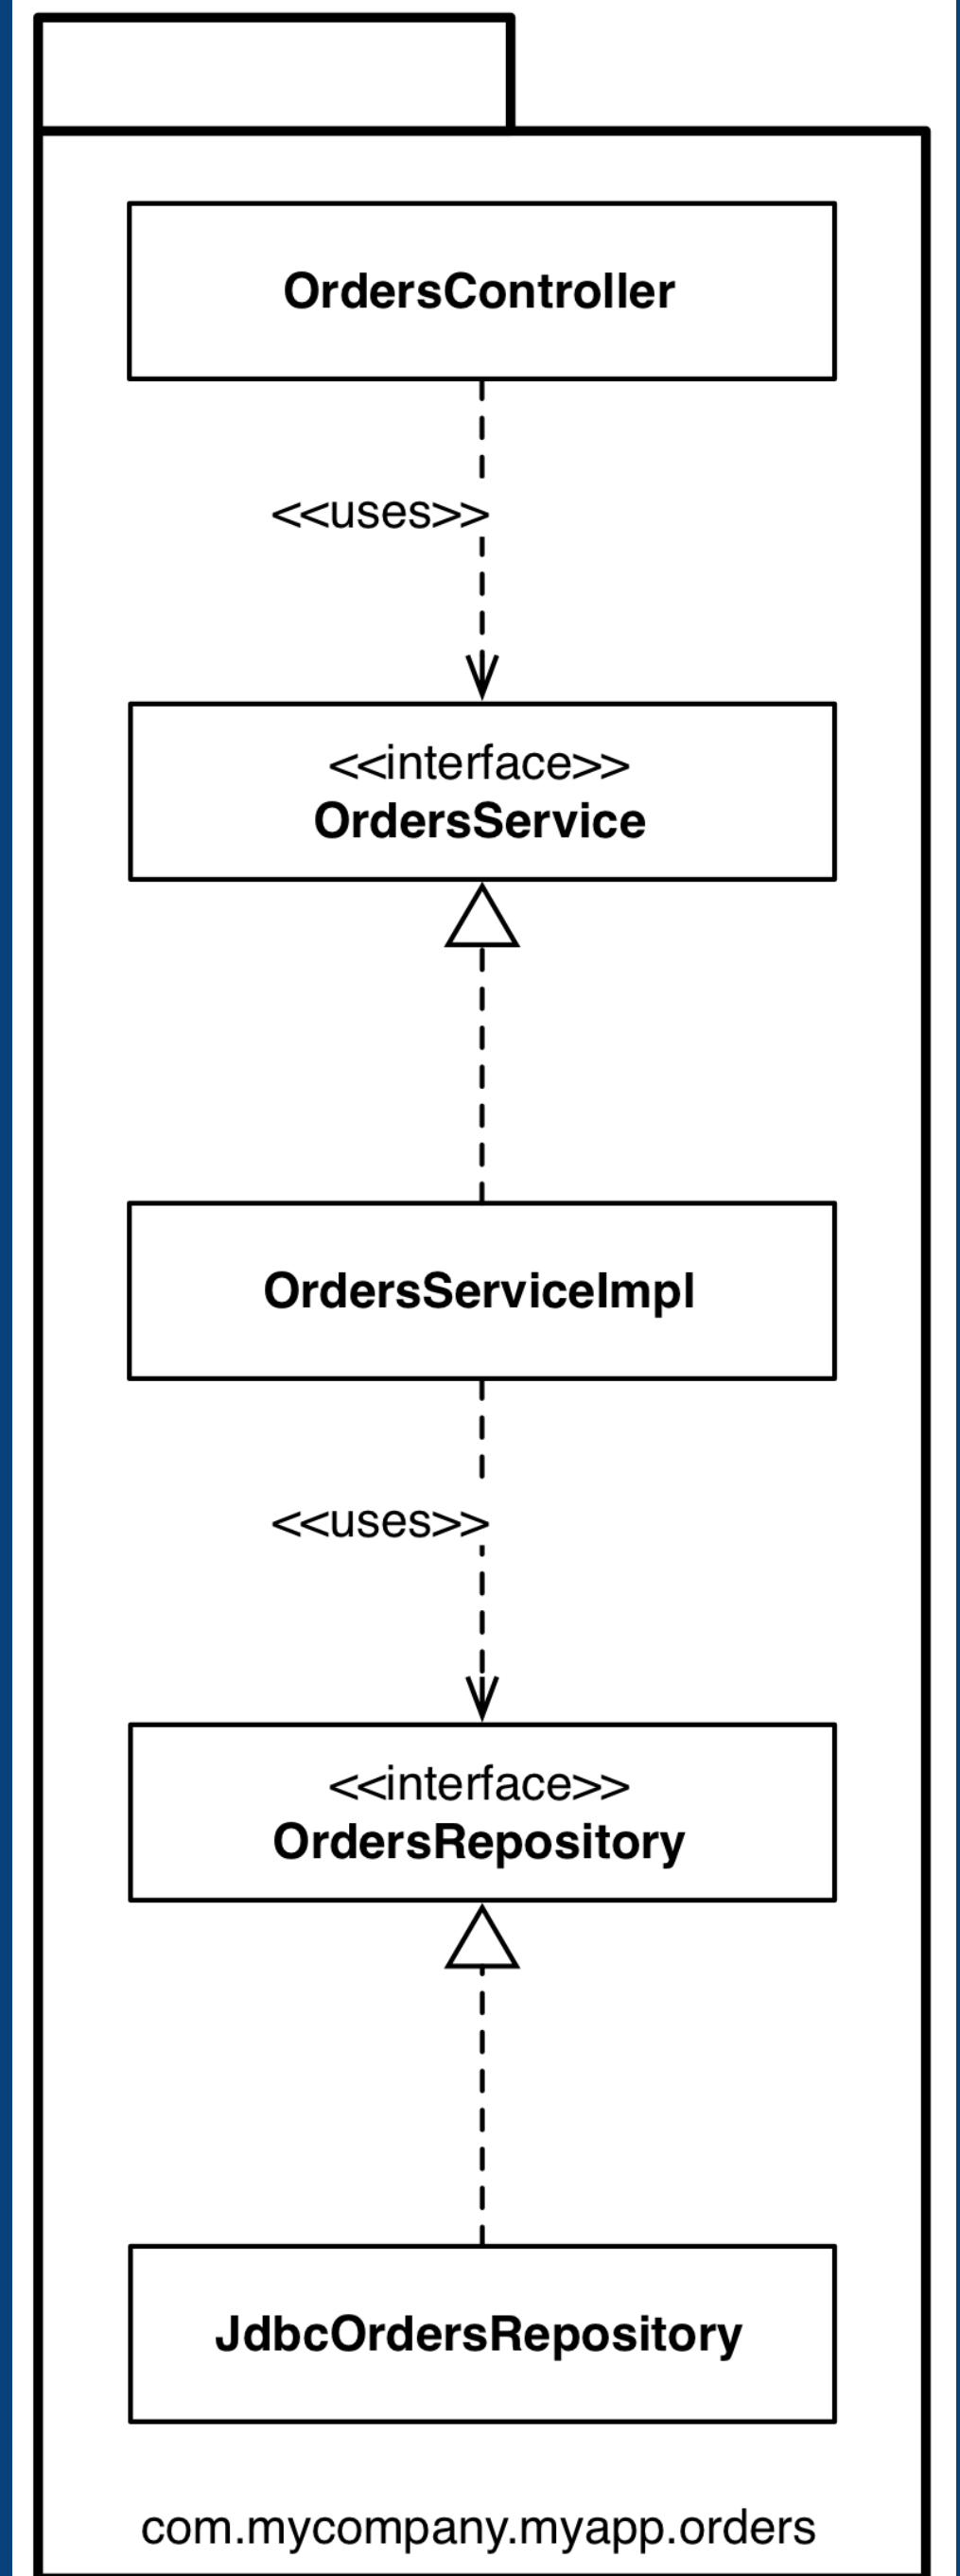 OrdersController
<<uses>>
<<interface>>
OrdersService
OrdersServiceImpl
<<uses>>
<<interface>>
OrdersRepository
JdbcOrdersRepository
com.mycompany.myapp.orders